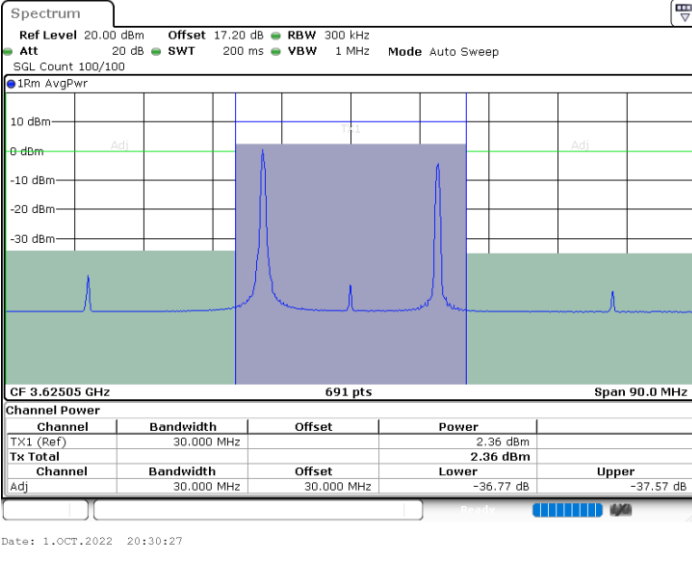 Spectrum
Ref Level 20.00 dBm Offset 17.20 dB RBW 300 kHz
Att 20 dB SWT 200 ms VBW 1 MHz Mode Auto Sweep
SGL Count 100/100
1Rm AvgPwr
10 dBm
TX1
Adj
Adj
0 dBm
-10 dBm
-20 dBm
-30 dBm
CF 3.62505 GHz 691 pts Span 90.0 MHz
Channel Power
Channel Bandwidth Offset Power
TX1 (Ref) 30.000 MHz 2.36 dBm
Tx Total 2.36 dBm
Channel Bandwidth Offset Lower Upper
Adj 30.000 MHz 30.000 MHz -36.77 dB -37.57 dB
Ready
Date: 1.OCT.2022 20:30:27